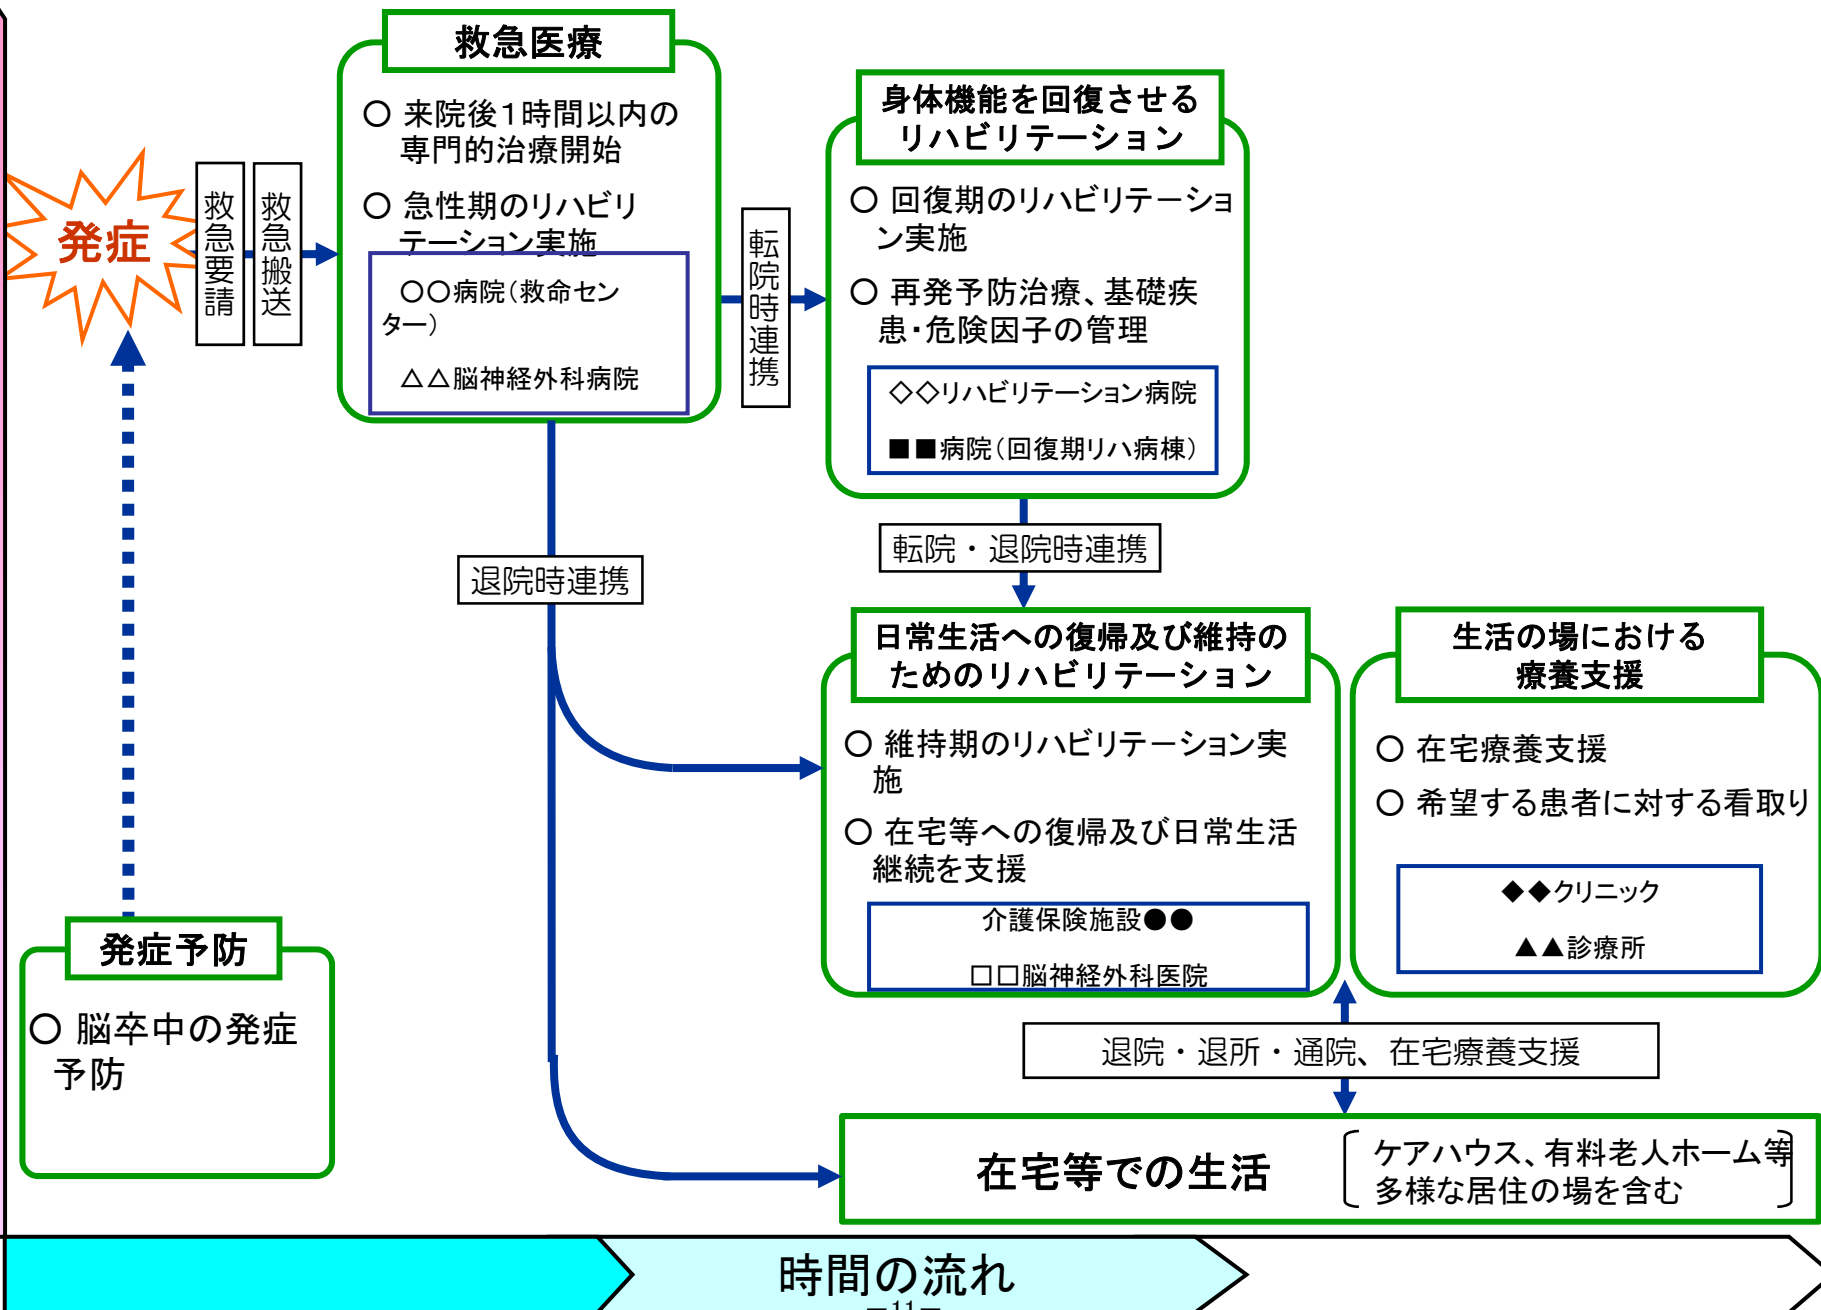 救急医療
○ 来院後1時間以内の
専門的治療開始
○ 急性期のリハビリ
テーション実施
○○病院（救命セン
ター）
△△脳神経外科病院
身体機能を回復させる
リハビリテーション
○ 回復期のリハビリテーショ
ン実施
○ 再発予防治療、基礎疾
患・危険因子の管理
◇◇リハビリテーション病院
■■病院（回復期リハ病棟）
発症
救急要請
救急搬送
転院時連携
退院時連携
転院・退院時連携
日常生活への復帰及び維持の
ためのリハビリテーション
○ 維持期のリハビリテーション実
施
○ 在宅等への復帰及び日常生活
継続を支援
介護保険施設●●
□□脳神経外科医院
生活の場における
療養支援
○ 在宅療養支援
○ 希望する患者に対する看取り
◆◆クリニック
▲▲診療所
発症予防
○ 脳卒中の発症
予防
退院・退所・通院、在宅療養支援
在宅等での生活
ケアハウス、有料老人ホーム等
多様な居住の場を含む
時間の流れ
－11－